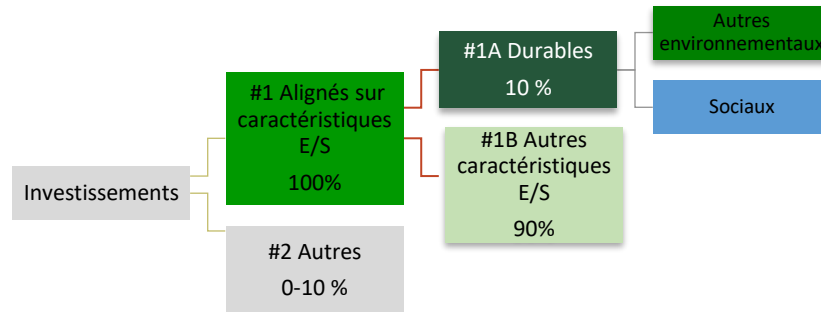 Investissements
#1 Alignés sur
caractéristiques
E/S
100%
#2 Autres
0-10 %
#1A Durables
10 %
#1B Autres
caractéristiques
E/S
90%
Autres
environnementaux
Sociaux